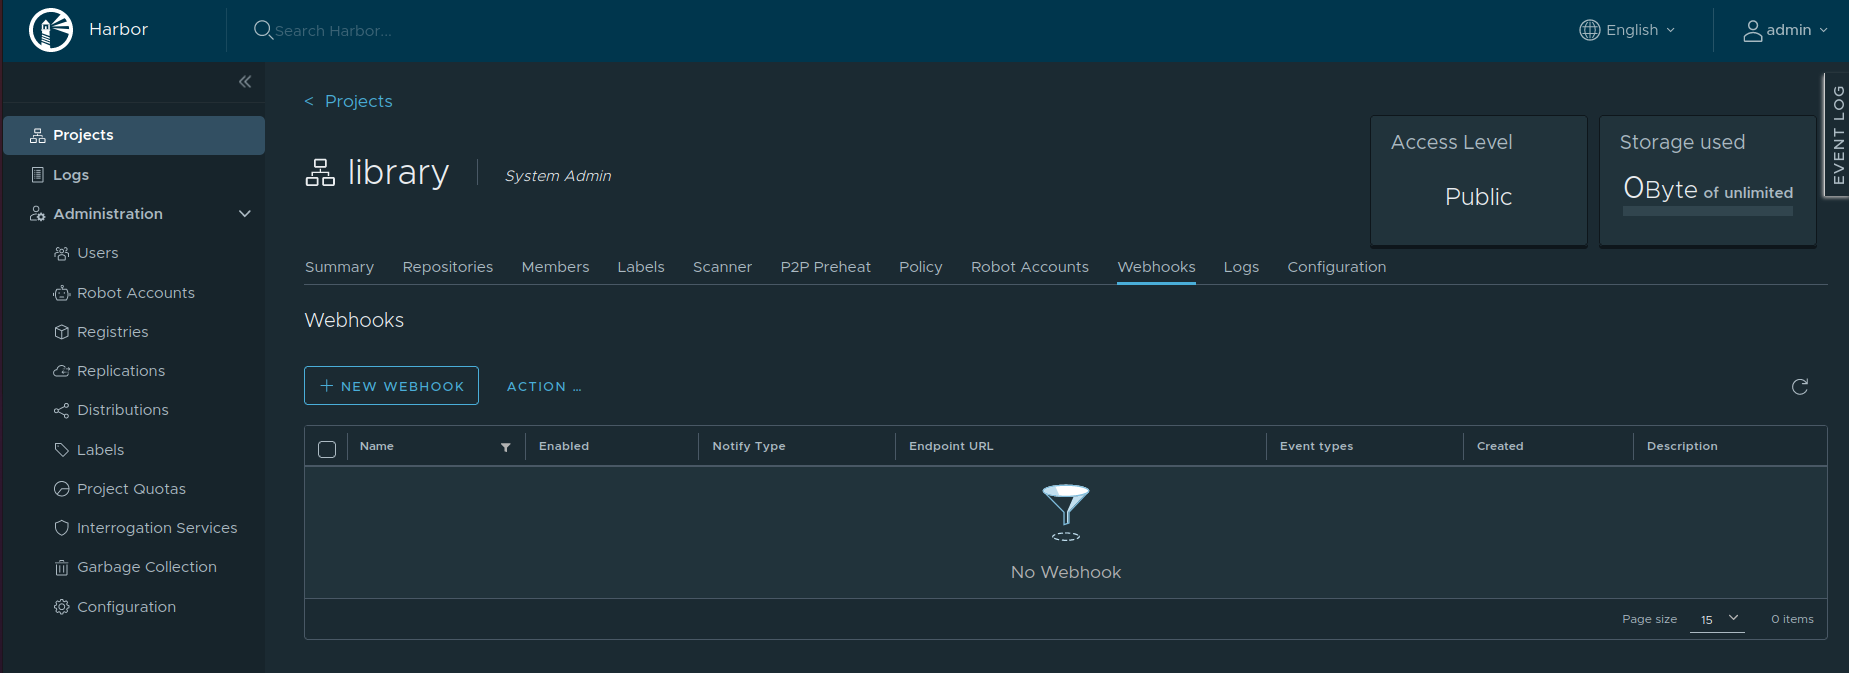 Harbor
Search Harbor...
English
admin
EVENT LOG
Projects
Logs
Administration
Users
Robot Accounts
Registries
Replications
Distributions
Labels
Project Quotas
Interrogation Services
Garbage Collection
Configuration
< Projects
library
System Admin
Access Level
Public
Storage used
0Byte of unlimited
Summary Repositories Members Labels Scanner P2P Preheat Policy Robot Accounts Webhooks Logs Configuration
Webhooks
+ NEW WEBHOOK ACTION ...
Name Enabled Notify Type Endpoint URL Event types Created Description
No Webhook
Page size 15 0 items